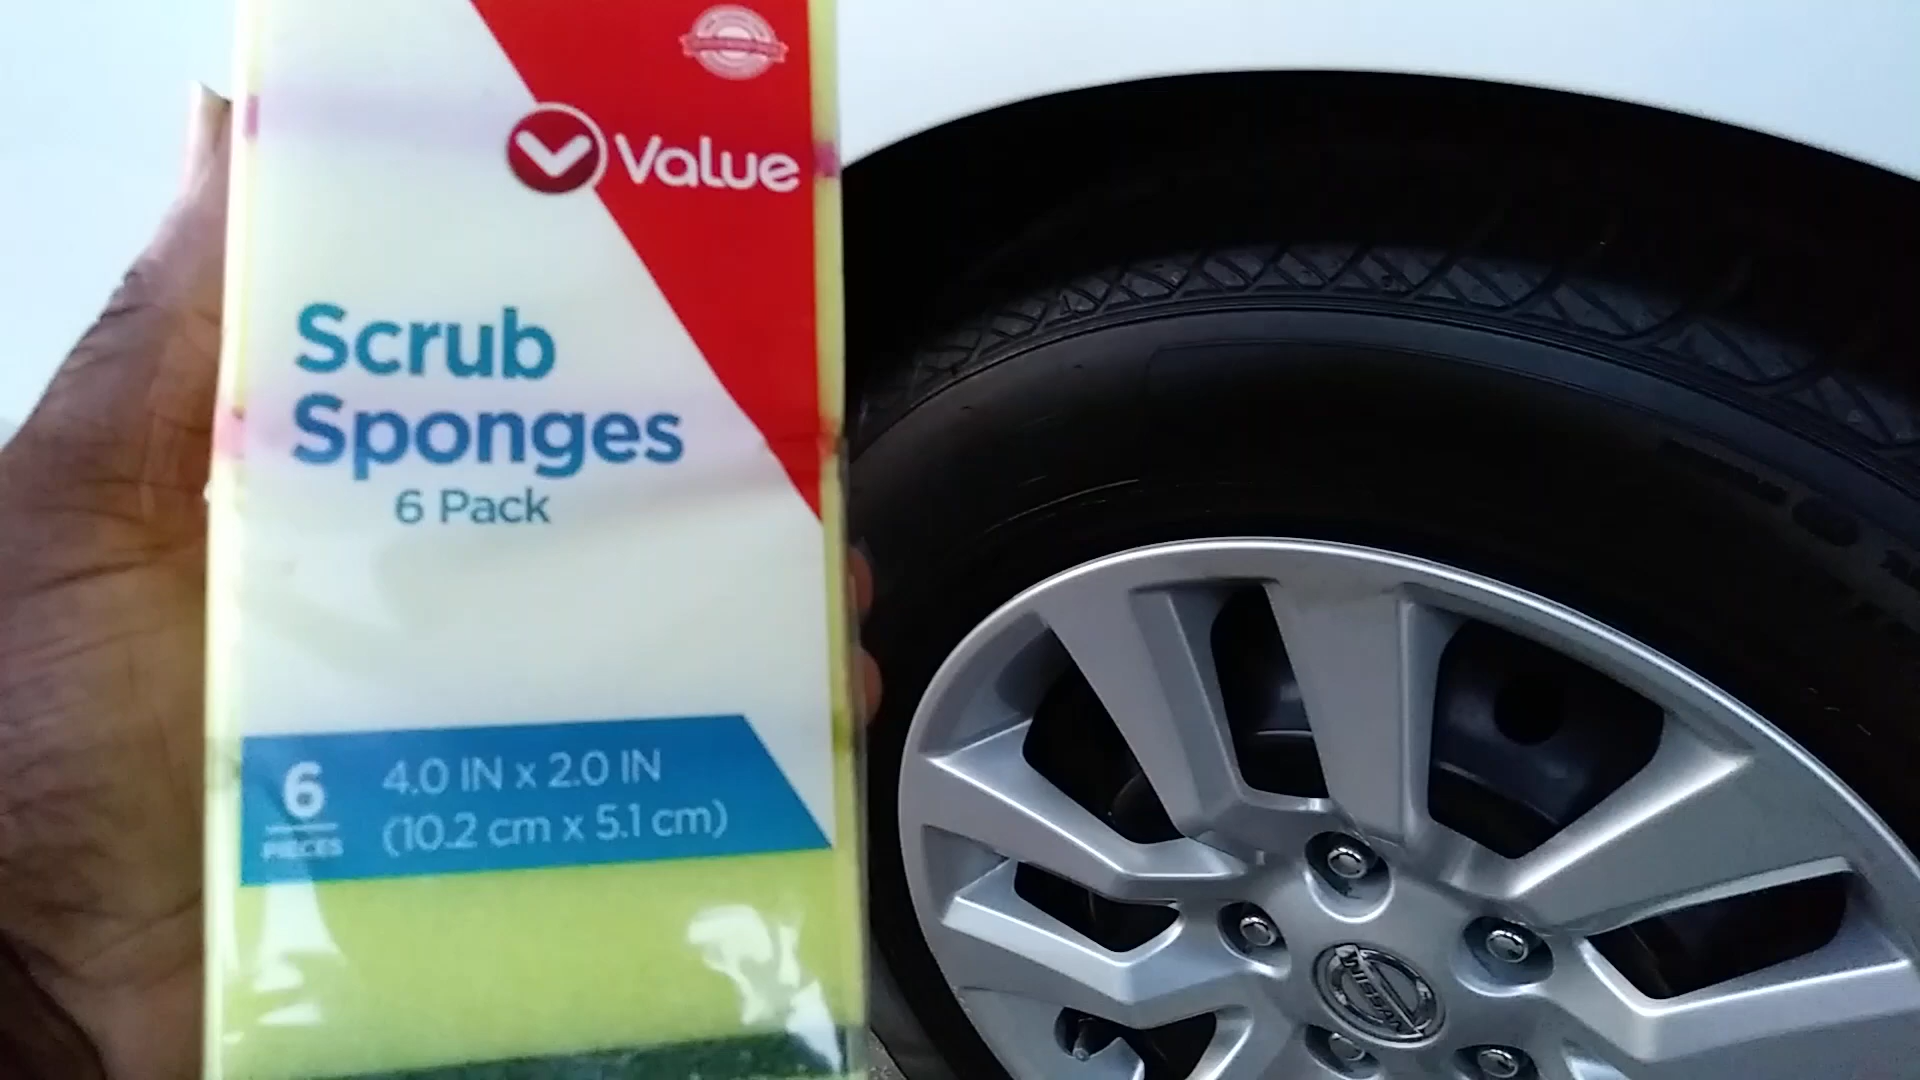 Value
Scrub
Sponges
6 Pack
6
PIECES
4.0 IN x 2.0 IN
(10.2 cm x 5.1 cm)
NISSAN